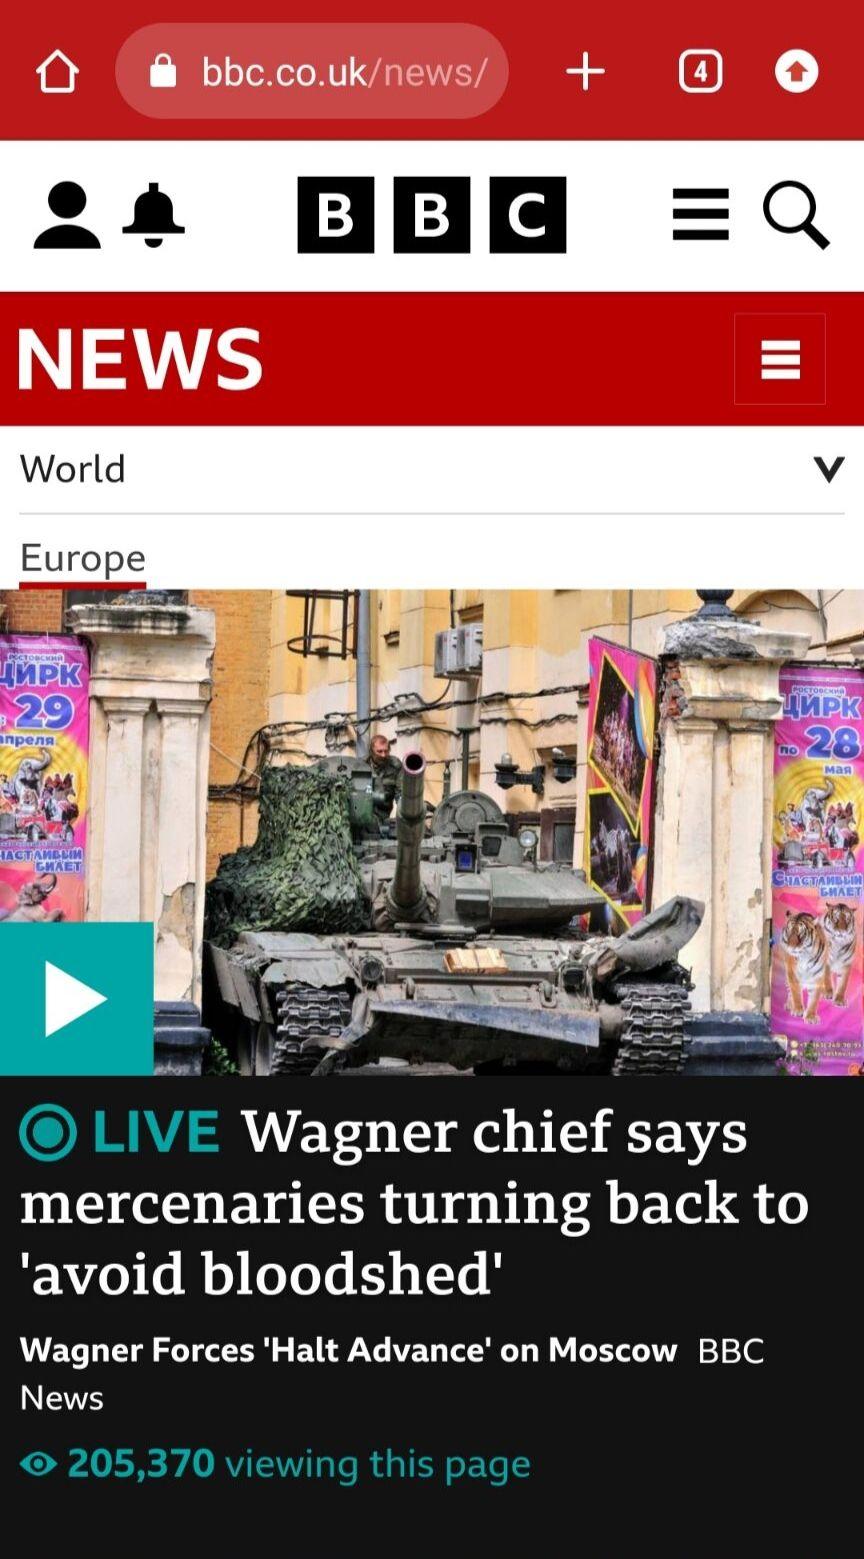 bbc.co.uk/news/
4
BBC
NEWS
World
Europe
РОСТОВСКИЙ
ЦИРК
29
апреля
СЧАСТЛИВЫЙ
БИЛЕТ
РОСТОВСКИЙ
ЦИРК
по 28
мая
СЧАСТЛИВЫЙ
БИЛЕТ
LIVE Wagner chief says
mercenaries turning back to
'avoid bloodshed'
Wagner Forces 'Halt Advance' on Moscow BBC
News
205,370 viewing this page